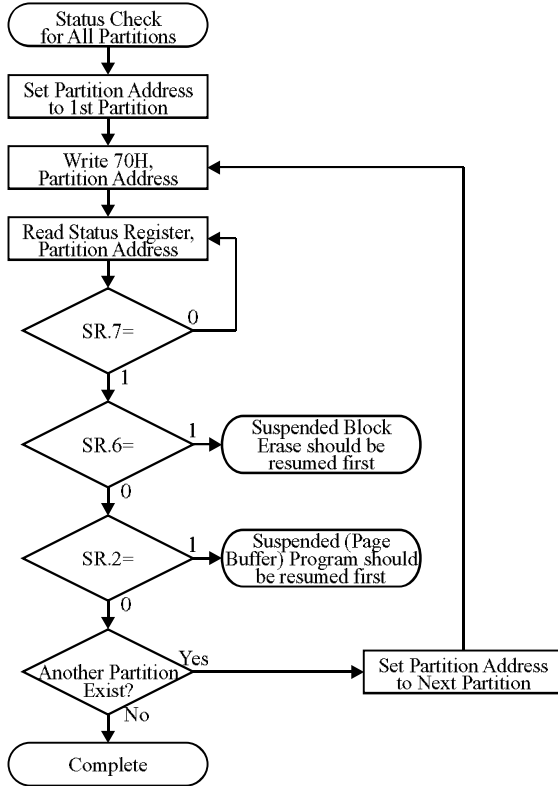 Status Check
for All Partitions
Set Partition Address
to 1st Partition
Write 70H,
Partition Address
Read Status Register,
Partition Address
SR.7=
0
1
SR.6=
1
Suspended Block
Erase should be
resumed first
0
SR.2=
1
Suspended (Page
Buffer) Program should
be resumed first
0
Another Partition
Exist?
Yes
Set Partition Address
to Next Partition
No
Complete